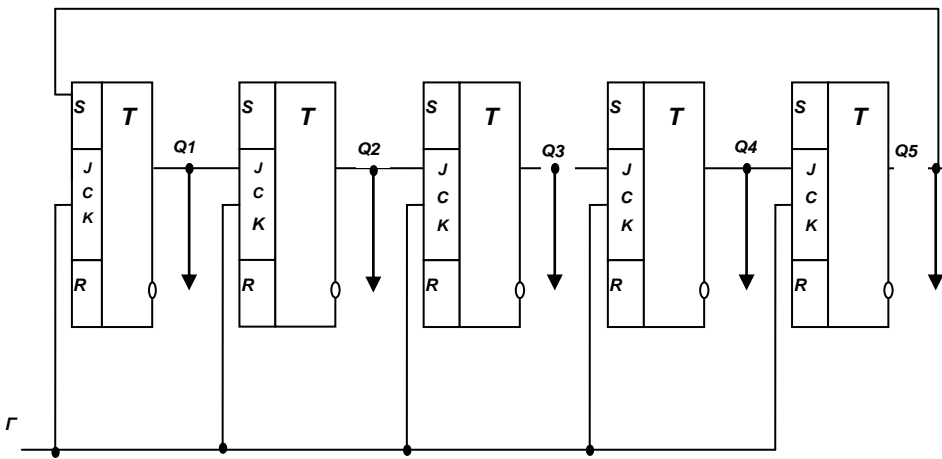 S T S T S T S T S T
Q1 Q2 Q3 Q4 Q5
J J J J J
C C C C C
K K K K K
R R R R R
Г